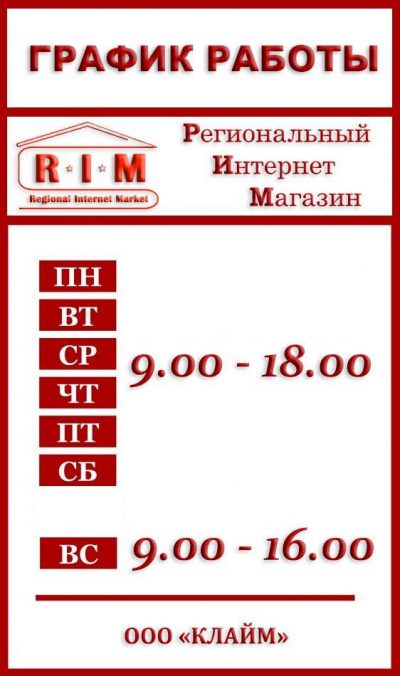 ГРАФИК РАБОТЫ
R I M
Regional Internet Market
Региональный
Интернет
Магазин
ПН
ВТ
СР
ЧТ
ПТ
СБ
9.00 - 18.00
ВС 9.00 - 16.00
ООО «КЛАЙМ»